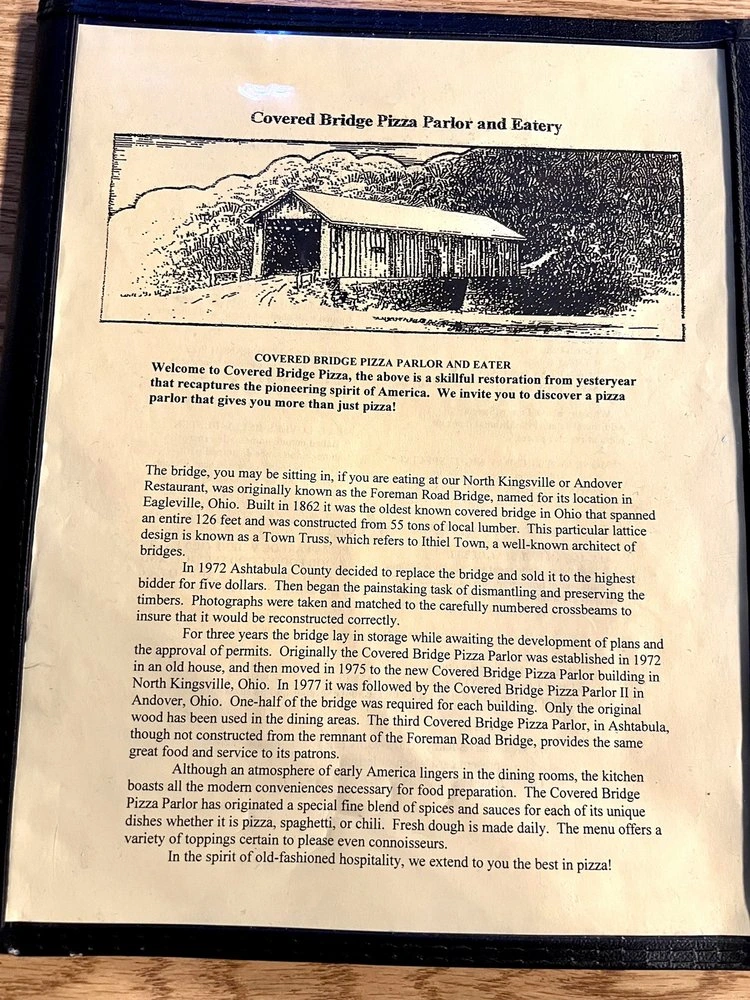 Covered Bridge Pizza Parlor and Eatery
COVERED BRIDGE PIZZA PARLOR AND EATER
Welcome to Covered Bridge Pizza, the above is a skillful restoration from yesteryear
that recaptures the pioneering spirit of America. We invite you to discover a pizza
parlor that gives you more than just pizza!
The bridge, you may be sitting in, if you are eating at our North Kingsville or Andover
Restaurant, was originally known as the Foreman Road Bridge, named for its location in
Eagleville, Ohio. Built in 1862 it was the oldest known covered bridge in Ohio that spanned
an entire 126 feet and was constructed from 55 tons of local lumber. This particular lattice
design is known as a Town Truss, which refers to Ithiel Town, a well-known architect of
bridges.
In 1972 Ashtabula County decided to replace the bridge and sold it to the highest
bidder for five dollars. Then began the painstaking task of dismantling and preserving the
timbers. Photographs were taken and matched to the carefully numbered crossbeams to
insure that it would be reconstructed correctly.
For three years the bridge lay in storage while awaiting the development of plans and
the approval of permits. Originally the Covered Bridge Pizza Parlor was established in 1972
in an old house, and then moved in 1975 to the new Covered Bridge Pizza Parlor building in
North Kingsville, Ohio. In 1977 it was followed by the Covered Bridge Pizza Parlor II in
Andover, Ohio. One-half of the bridge was required for each building. Only the original
wood has been used in the dining areas. The third Covered Bridge Pizza Parlor, in Ashtabula,
though not constructed from the remnant of the Foreman Road Bridge, provides the same
great food and service to its patrons.
Although an atmosphere of early America lingers in the dining rooms, the kitchen
boasts all the modern conveniences necessary for food preparation. The Covered Bridge
Pizza Parlor has originated a special fine blend of spices and sauces for each of its unique
dishes whether it is pizza, spaghetti, or chili. Fresh dough is made daily. The menu offers a
variety of toppings certain to please even connoisseurs.
In the spirit of old-fashioned hospitality, we extend to you the best in pizza!